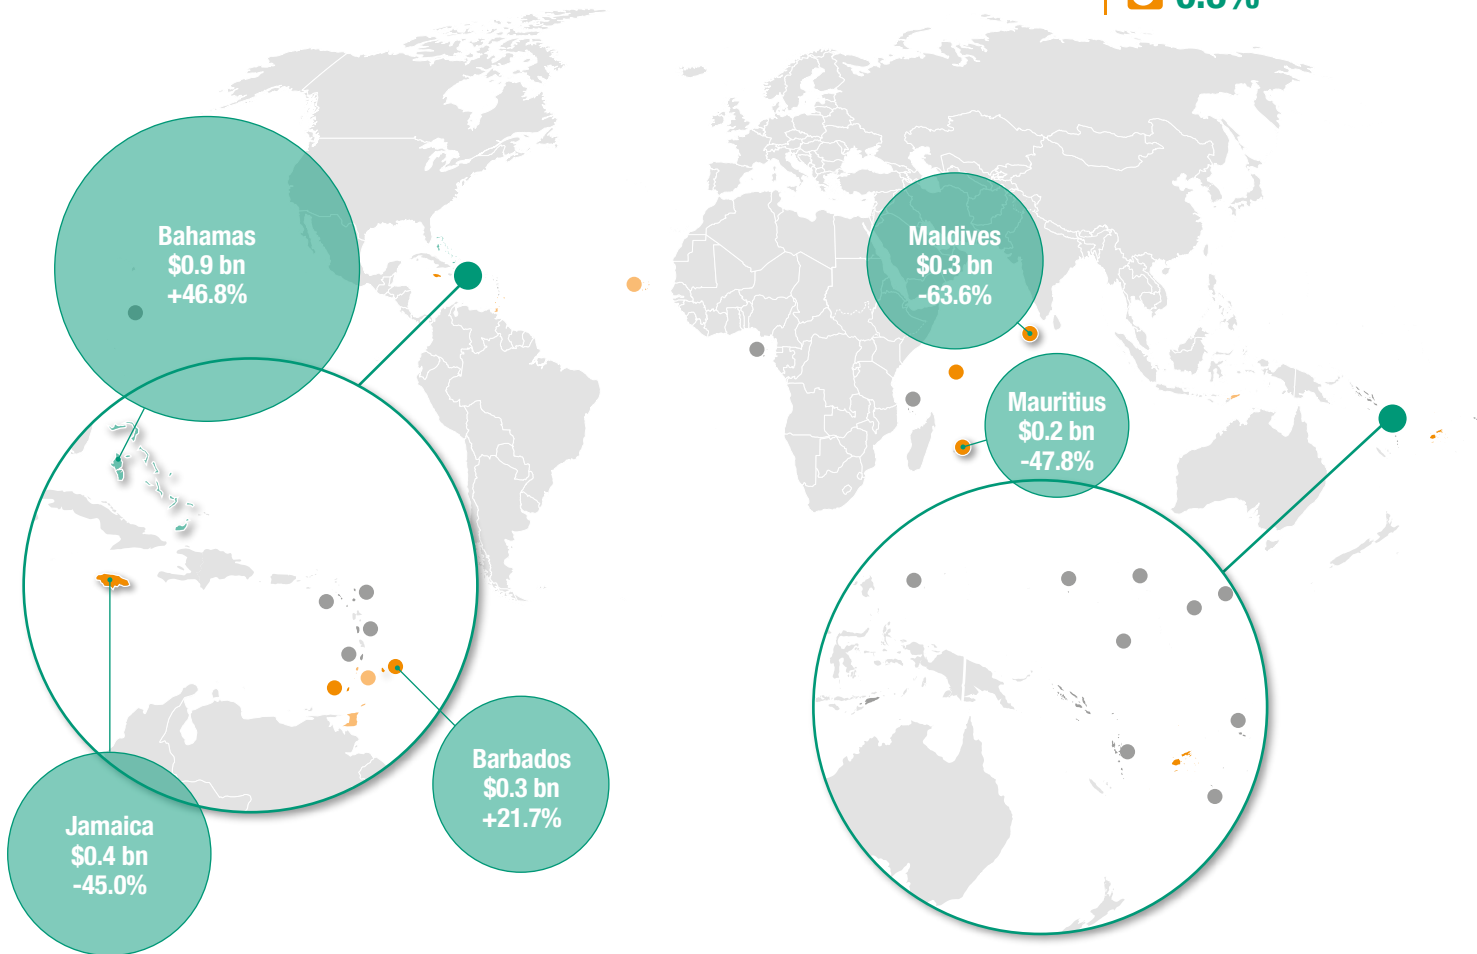 Bahamas
$0.9 bn
+46.8%
Maldives
$0.3 bn
-63.6%
Mauritius
$0.2 bn
-47.8%
Barbados
$0.3 bn
+21.7%
Jamaica
$0.4 bn
-45.0%